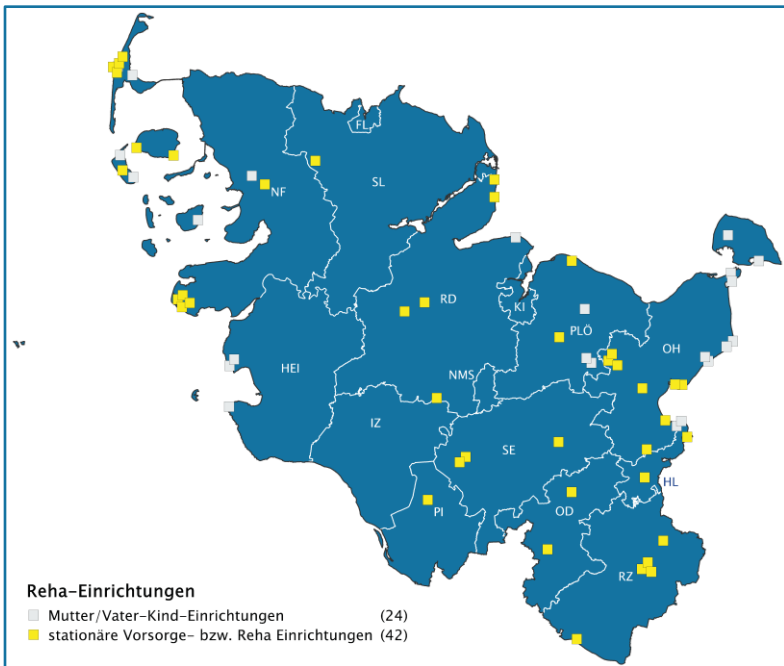 FL
SL
NF
RD
KI
PLÖ
OH
HEI
NMS
IZ
SE
HL
PI
OD
RZ
Reha-Einrichtungen
Mutter/Vater-Kind-Einrichtungen (24)
stationäre Vorsorge- bzw. Reha Einrichtungen (42)